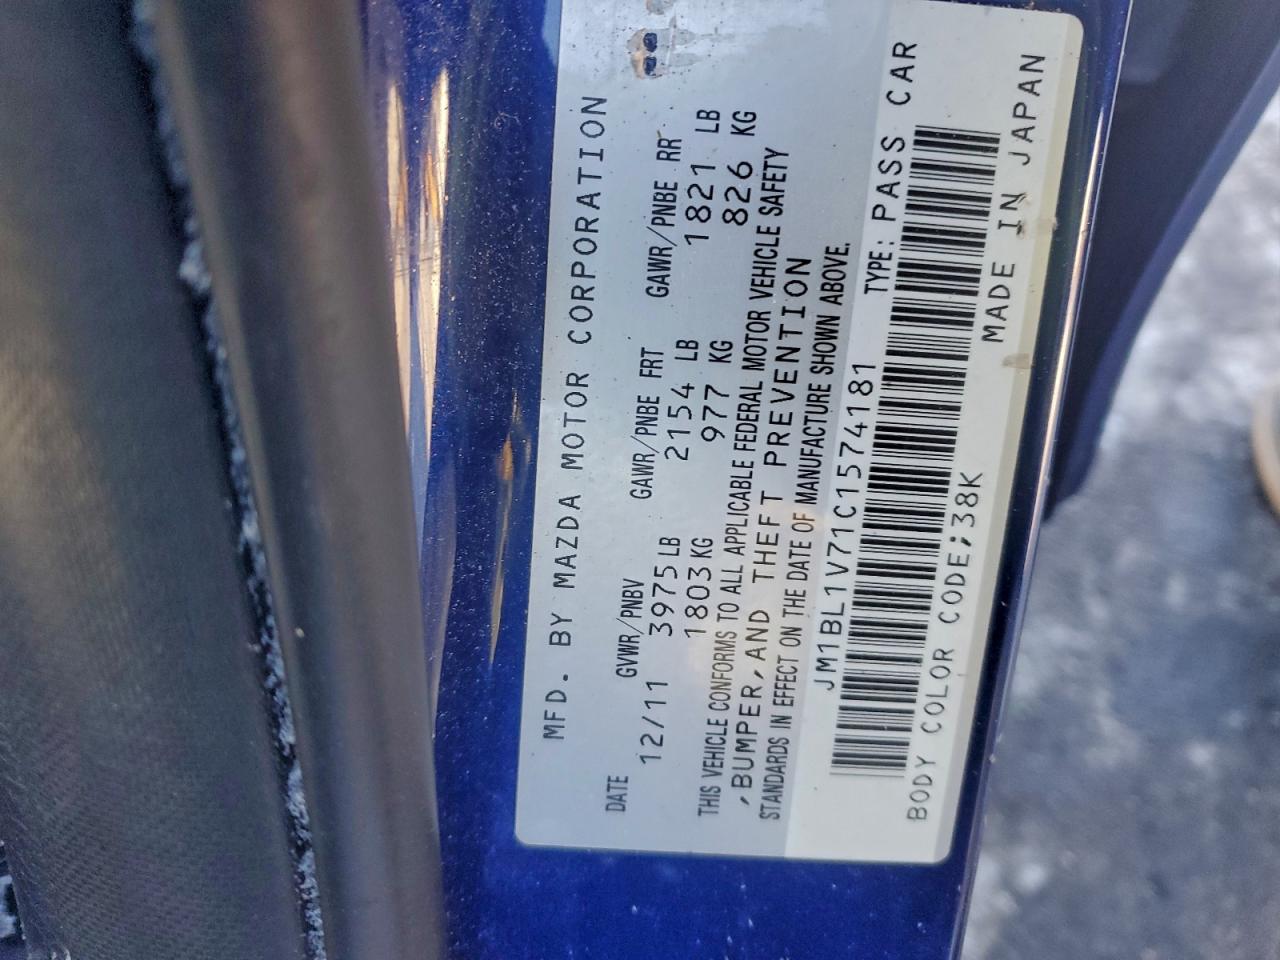 MFD. BY MAZDA MOTOR CORPORATION
DATE GVWR/PNBV GAWR/PNBE FRT GAWR/PNBE RR
12/11 3975 LB 2154 LB 1821 LB
1803 KG 977 KG 826 KG
THIS VEHICLE CONFORMS TO ALL APPLICABLE FEDERAL MOTOR VEHICLE SAFETY
,BUMPER,AND THEFT PREVENTION
STANDARDS IN EFFECT ON THE DATE OF MANUFACTURE SHOWN ABOVE.
JM1BL1V71C1574181 TYPE: PASS CAR
BODY COLOR CODE;38K MADE IN JAPAN